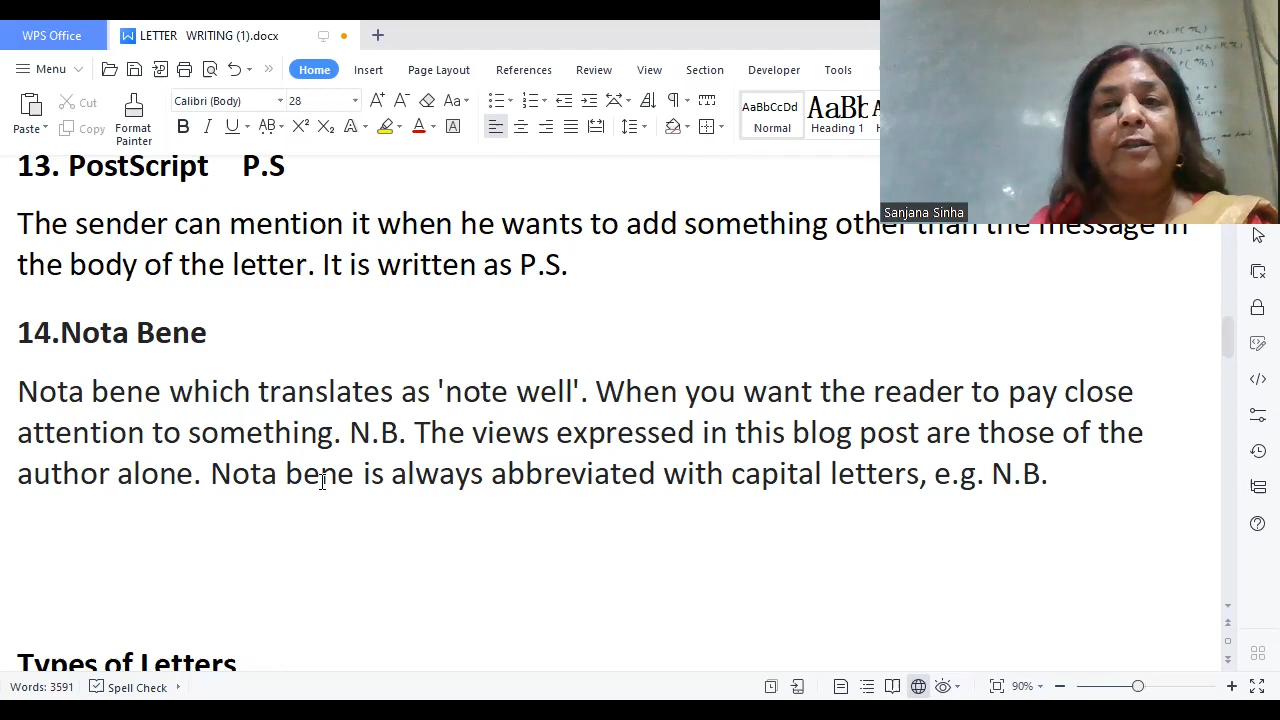 WPS Office
LETTER WRITING (1).docx
Menu
Home Insert Page Layout References Review View Section Developer Tools
Paste
Cut
Copy
Format Painter
Calibri (Body) 28
AaBbCcDd
Normal
AaBb
Heading 1
Sanjana Sinha
13. PostScript P.S
The sender can mention it when he wants to add something other than the message in
the body of the letter. It is written as P.S.
14.Nota Bene
Nota bene which translates as 'note well'. When you want the reader to pay close
attention to something. N.B. The views expressed in this blog post are those of the
author alone. Nota bene is always abbreviated with capital letters, e.g. N.B.
Types of Letters
Words: 3591 Spell Check 90%